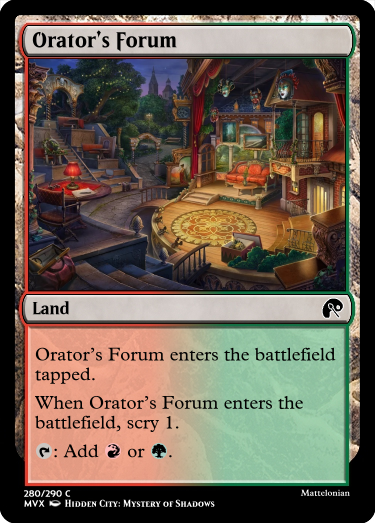 Orator's Forum
Land
Orator's Forum enters the battlefield
tapped.
When Orator's Forum enters the
battlefield, scry 1.
: Add or .
280/290 C
MVX Hidden City: Mystery of Shadows
Mattelonian